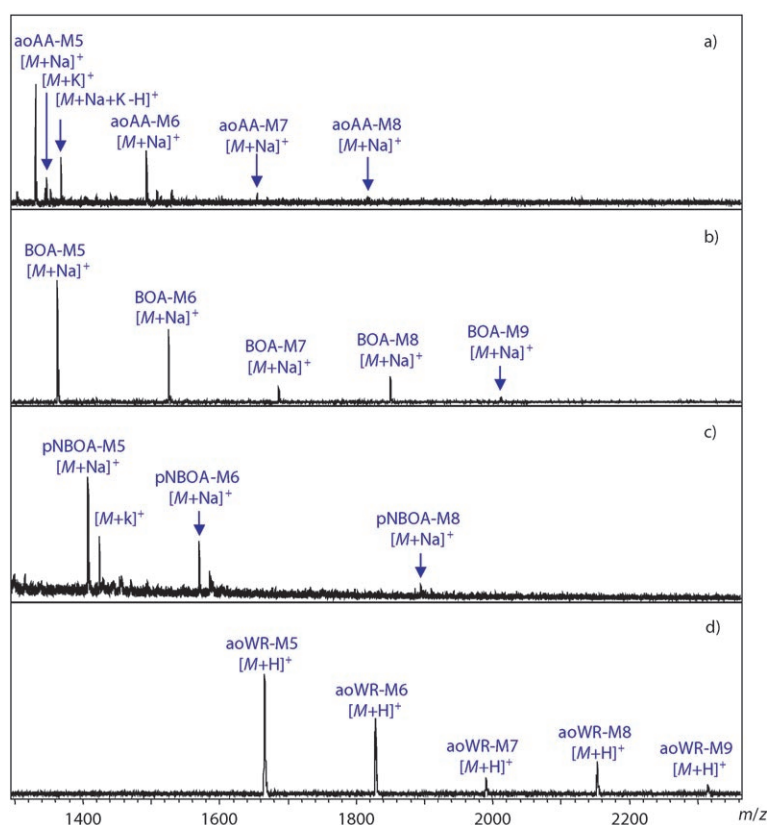 a)
aoAA-M5
[M+Na]⁺
[M+K]⁺
[M+Na+K-H]⁺
aoAA-M6
[M+Na]⁺
aoAA-M7
[M+Na]⁺
aoAA-M8
[M+Na]⁺
b)
BOA-M5
[M+Na]⁺
BOA-M6
[M+Na]⁺
BOA-M7
[M+Na]⁺
BOA-M8
[M+Na]⁺
BOA-M9
[M+Na]⁺
c)
pNBOA-M5
[M+Na]⁺
[M+k]⁺
pNBOA-M6
[M+Na]⁺
pNBOA-M8
[M+Na]⁺
d)
aoWR-M5
[M+H]⁺
aoWR-M6
[M+H]⁺
aoWR-M7
[M+H]⁺
aoWR-M8
[M+H]⁺
aoWR-M9
[M+H]⁺
1400 1600 1800 2000 2200 m/z